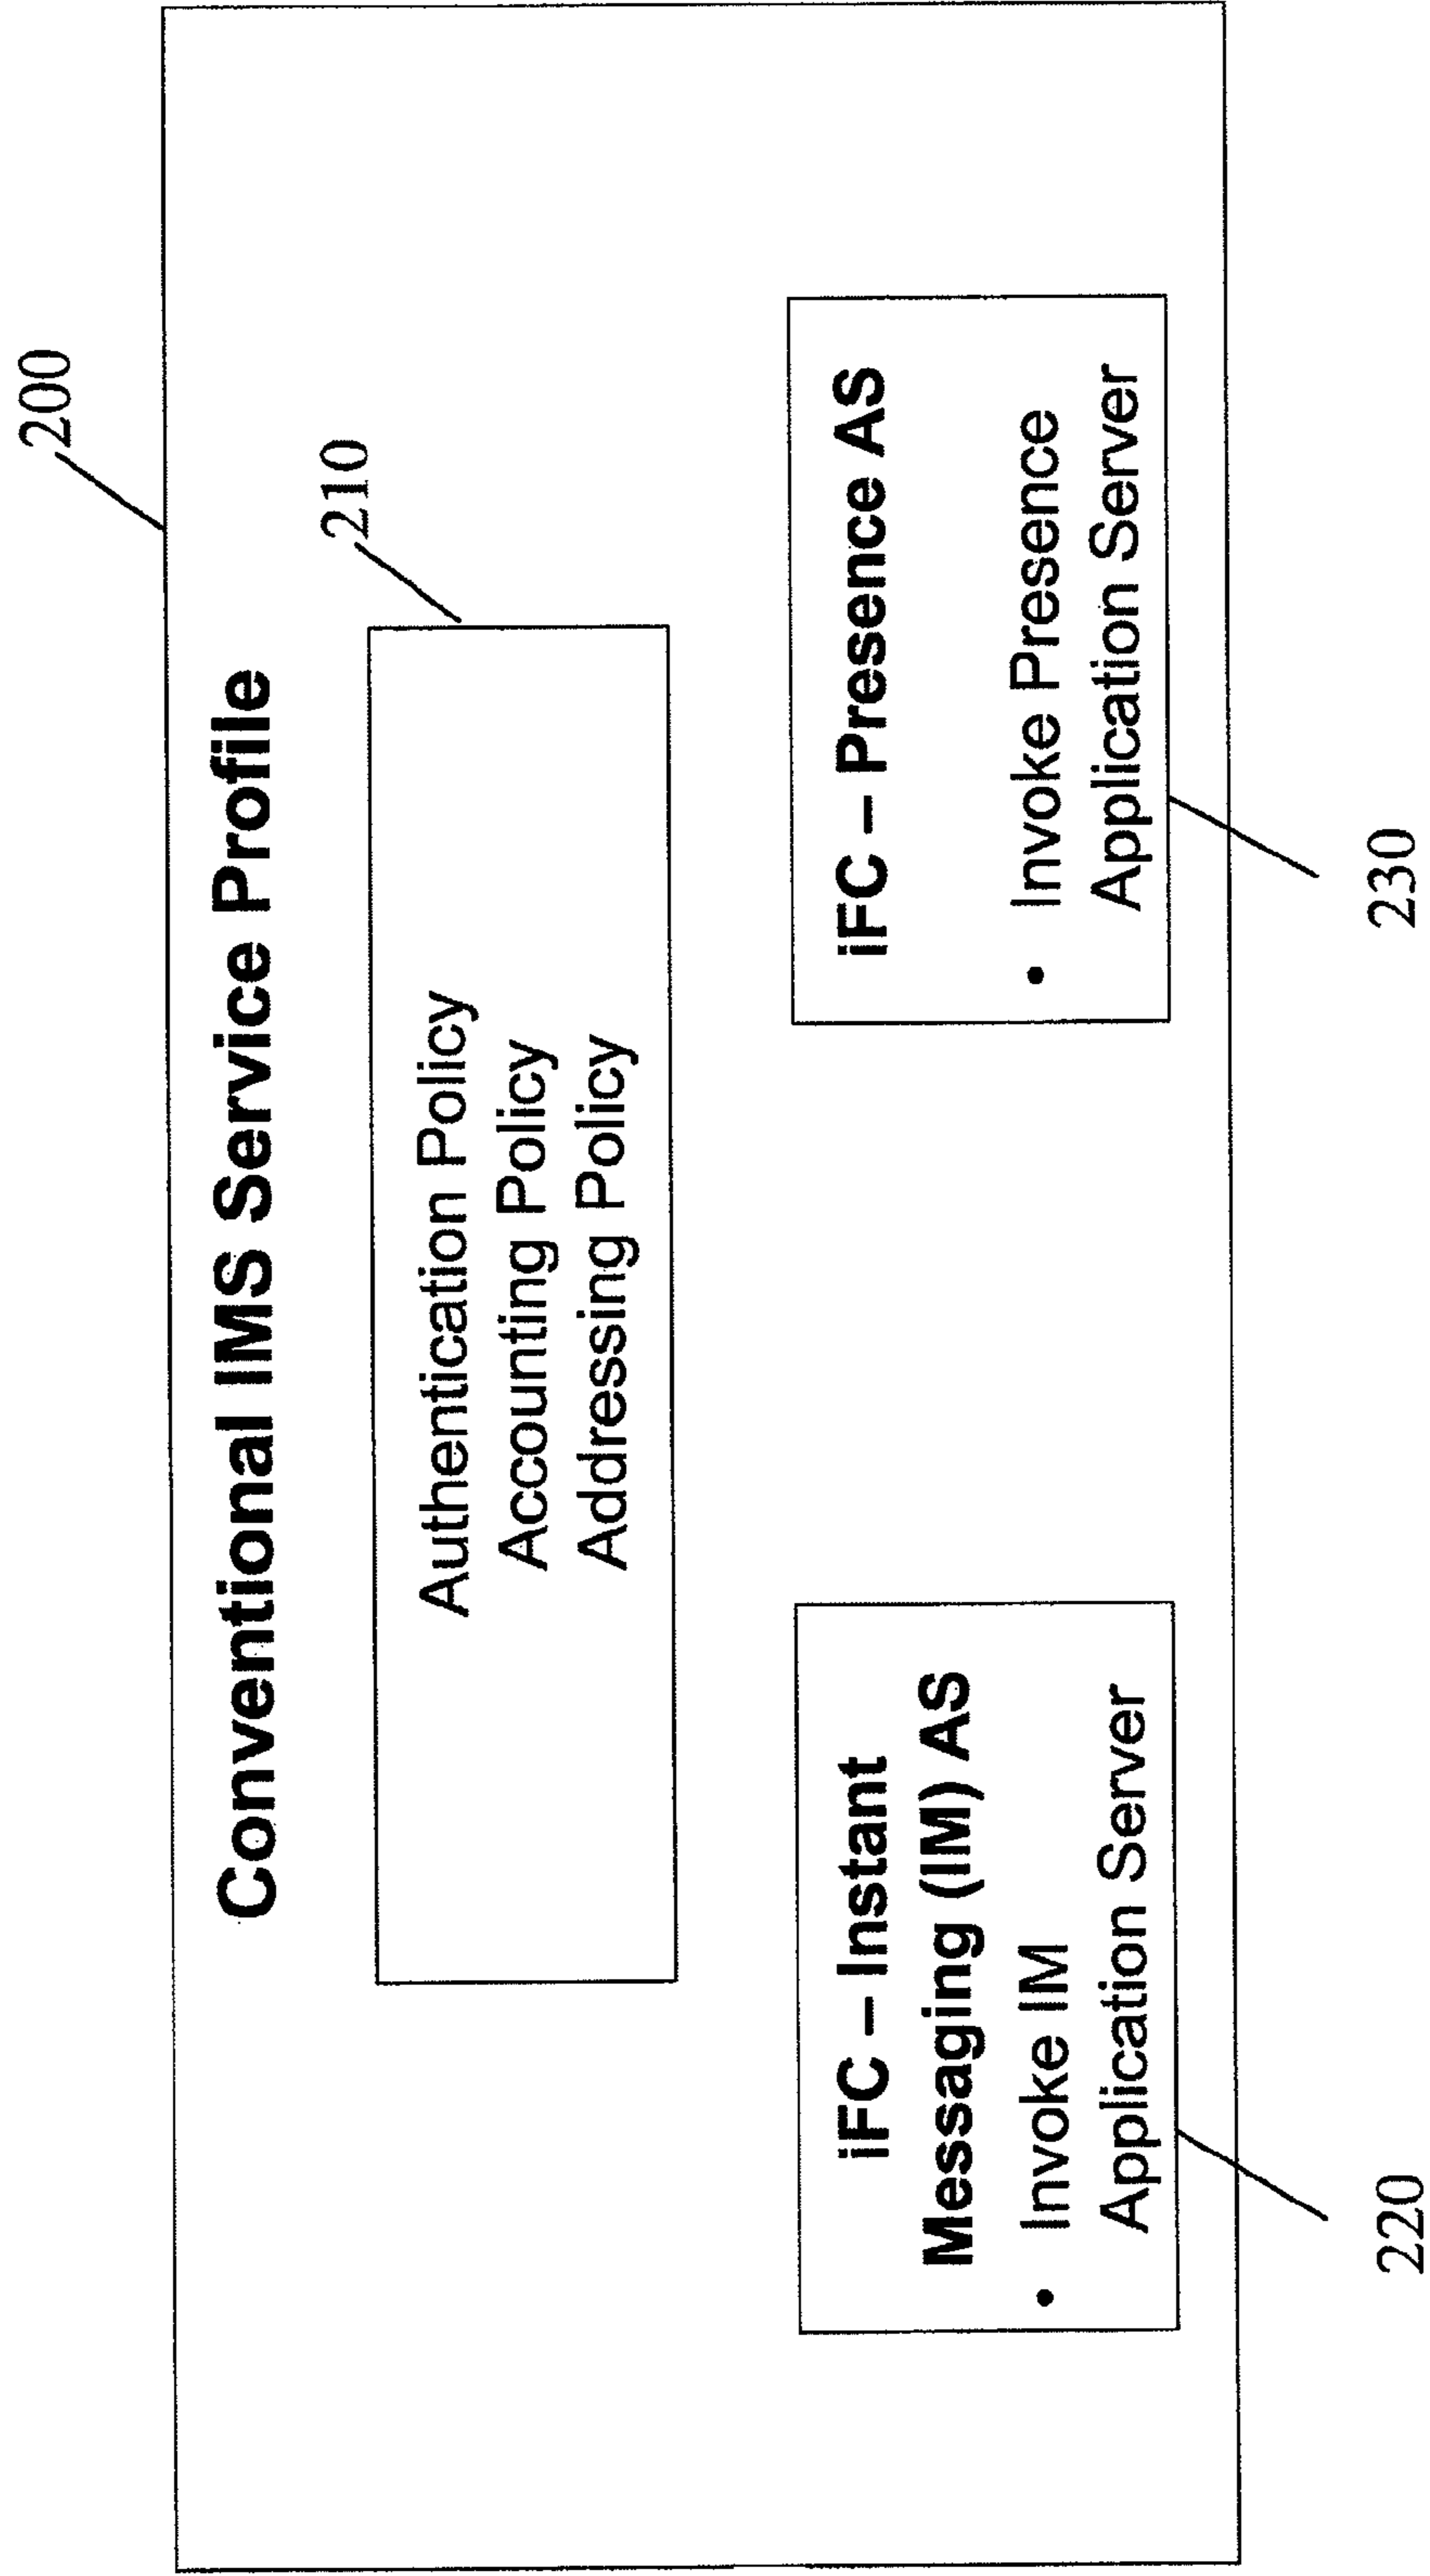 200
Conventional IMS Service Profile
210
Authentication Policy
Accounting Policy
Addressing Policy
iFC – Instant
Messaging (IM) AS
• Invoke IM
Application Server
220
iFC – Presence AS
• Invoke Presence
Application Server
230